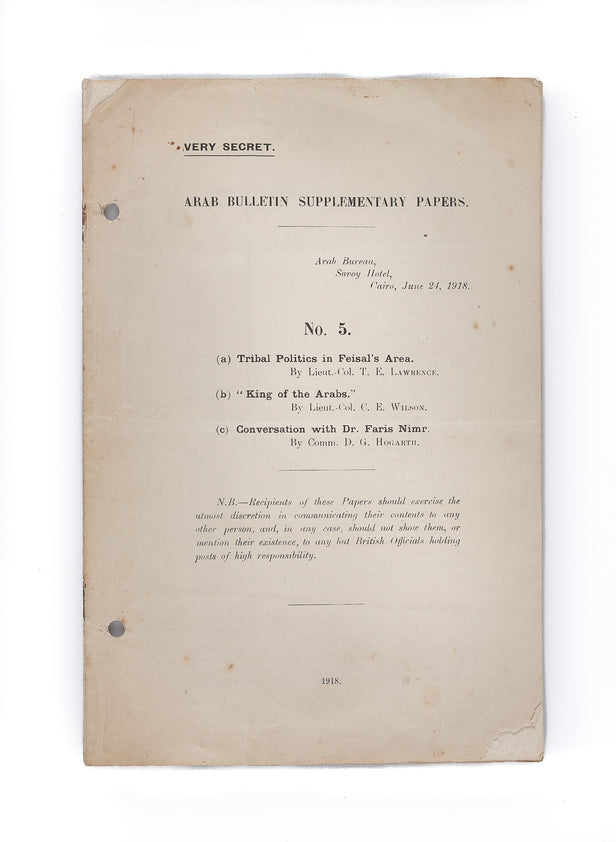 VERY SECRET.
ARAB BULLETIN SUPPLEMENTARY PAPERS.
Arab Bureau,
Savoy Hotel,
Cairo, June 24, 1918.
No. 5.
(a) Tribal Politics in Feisal's Area.
By Lieut.-Col. T. E. LAWRENCE.
(b) "King of the Arabs."
By Lieut.-Col. C. E. WILSON.
(c) Conversation with Dr. Faris Nimr.
By Comm. D. G. HOGARTH.
N.B.—Recipients of these Papers should exercise the
utmost discretion in communicating their contents to any
other person, and, in any case, should not show them, or
mention their existence, to any but British Officials holding
posts of high responsibility.
1918.